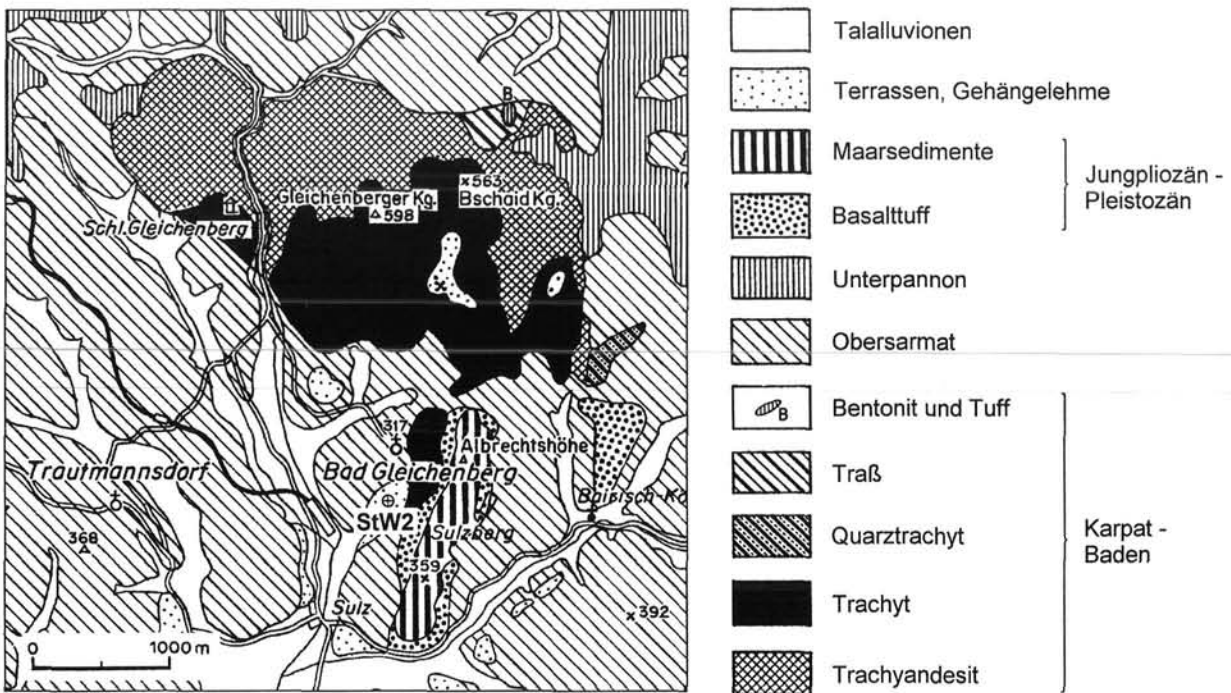 B
563
Gleichenberger Kg.
Bschaid Kg.
598
Schl. Gleichenberg
317
Albrechtshöhe
Trautmannsdorf
Bad Gleichenberg
StW2
Sulzberg
368
359
Sulz
392
0 1000 m
Talalluvionen
Terrassen, Gehängelehme
Maarsedimente
Basalttuff
Jungpliozän -
Pleistozän
Unterpannon
Obersarmat
B
Bentonit und Tuff
Traß
Quarztrachyt
Trachyt
Trachyandesit
Karpat -
Baden